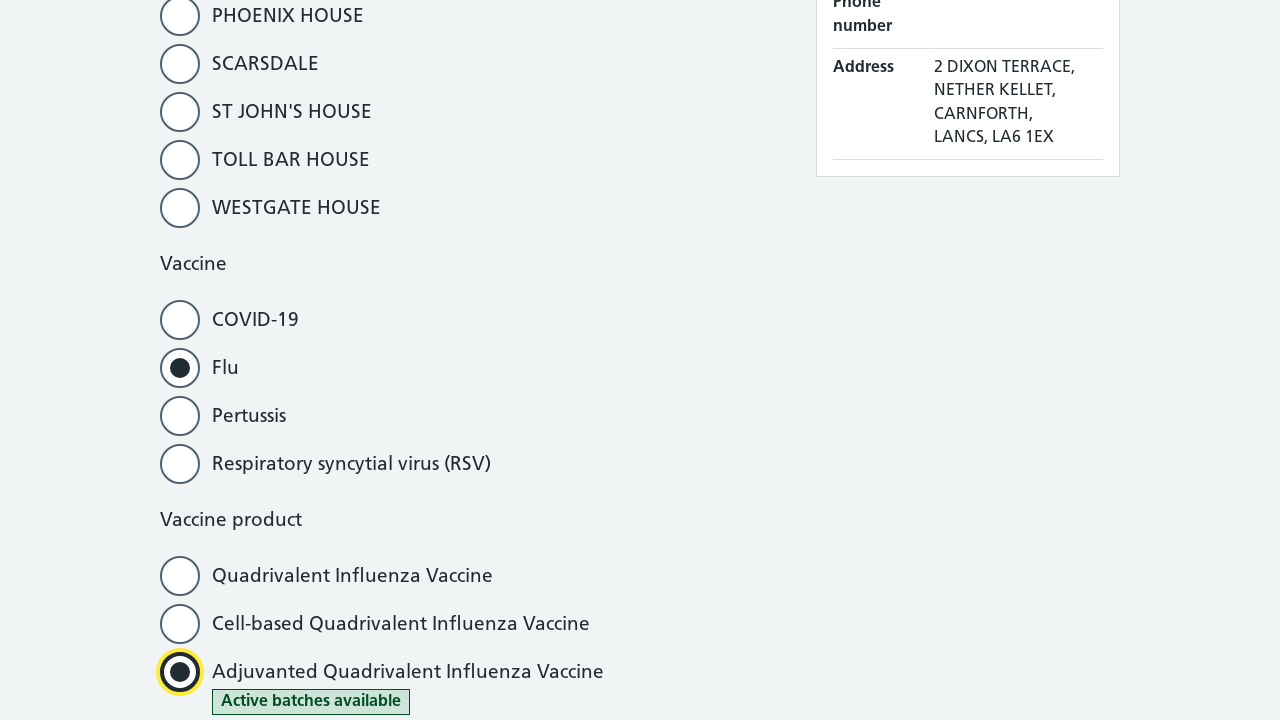 PHOENIX HOUSE
SCARSDALE
ST JOHN'S HOUSE
TOLL BAR HOUSE
WESTGATE HOUSE
Vaccine
COVID-19
Flu
Pertussis
Respiratory syncytial virus (RSV)
Vaccine product
Quadrivalent Influenza Vaccine
Cell-based Quadrivalent Influenza Vaccine
Adjuvanted Quadrivalent Influenza Vaccine
Active batches available
Phone
number
Address
2 DIXON TERRACE,
NETHER KELLET,
CARNFORTH,
LANCS, LA6 1EX